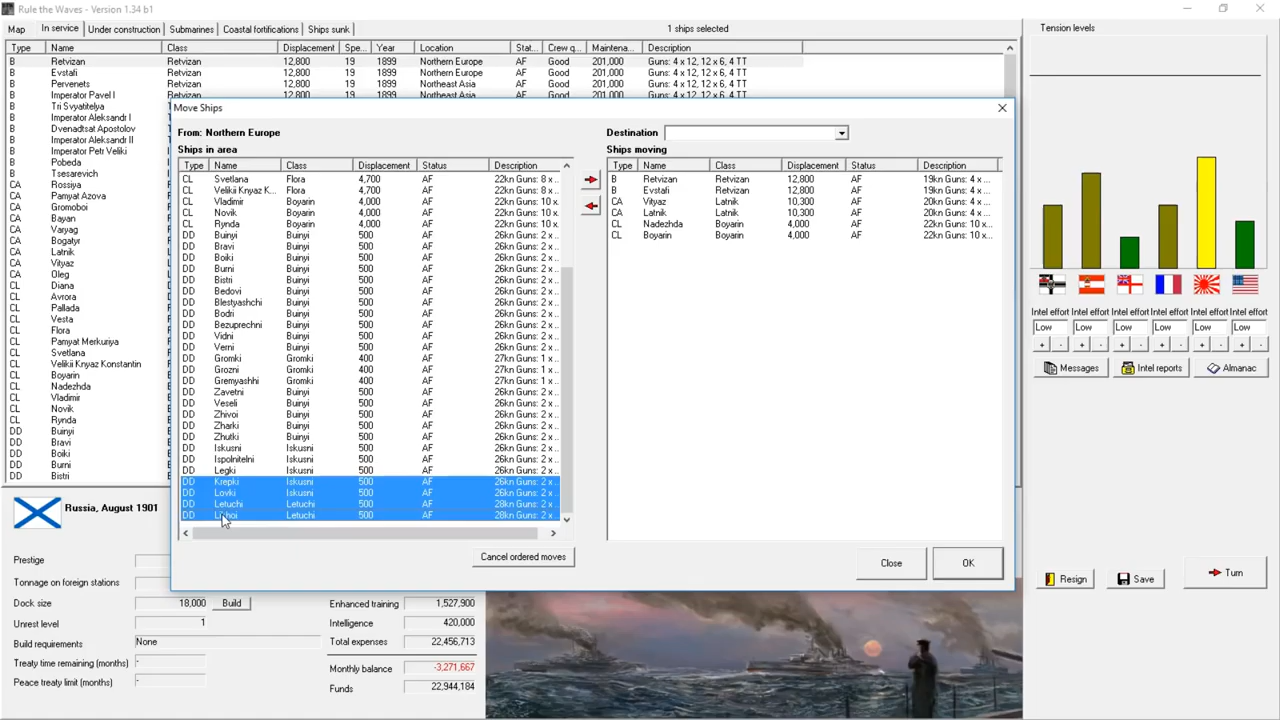 Rule the Waves - Version 1.34 b1
Map In service Under construction Submarines Coastal fortifications Ships sunk 1 ships selected Tension levels
Type Name Class Displacement Spe... Year Location Stat... Crew q... Maintena... Description
B Retvizan Retvizan 12,800 19 1899 Northern Europe AF Good 201,000 Guns: 4 x 12, 12 x 6, 4 TT
B Evstafi Retvizan 12,800 19 1899 Northern Europe AF Good 201,000 Guns: 4 x 12, 12 x 6, 4 TT
B Pervenets Retvizan 12,800 19 1899 Northeast Asia AF Good 201,000 Guns: 4 x 12, 12 x 6, 4 TT
B Imperator Pavel I Retvizan 12,800 19 1899 Northeast Asia AF Good 201,000 Guns: 4 x 12, 12 x 6, 4 TT
B Tri Svyatitelya
B Imperator Aleksandr I
B Dvenadtsat Apostolov
B Imperator Aleksandr II
B Imperator Petr Veliki
B Pobeda
B Tsesarevich
CA Rossiya
CA Pamyat Azova
CA Gromoboi
CA Bayan
CA Varyag
CA Bogatyr
CA Latnik
CA Vityaz
CA Oleg
CL Diana
CL Avrora
CL Pallada
CL Vesta
CL Flora
CL Pamyat Merkuriya
CL Svetlana
CL Velikii Knyaz Konstantin
CL Boyarin
CL Nadezhda
CL Vladimir
CL Novik
CL Rynda
DD Buinyi
DD Bravi
DD Boiki
DD Burni
DD Bistri
Move Ships
From: Northern Europe
Ships in area
Type Name Class Displacement Status Description
CL Svetlana Flora 4,700 AF 22kn Guns: 8 x ..
CL Velikii Knyaz K... Flora 4,700 AF 22kn Guns: 8 x ..
CL Vladimir Boyarin 4,000 AF 22kn Guns: 10 x..
CL Novik Boyarin 4,000 AF 22kn Guns: 10 x..
CL Rynda Boyarin 4,000 AF 22kn Guns: 10 x..
DD Buinyi Buinyi 500 AF 26kn Guns: 2 x ..
DD Bravi Buinyi 500 AF 26kn Guns: 2 x ..
DD Boiki Buinyi 500 AF 26kn Guns: 2 x ..
DD Burni Buinyi 500 AF 26kn Guns: 2 x ..
DD Bistri Buinyi 500 AF 26kn Guns: 2 x ..
DD Bedovi Buinyi 500 AF 26kn Guns: 2 x ..
DD Blestyashchi Buinyi 500 AF 26kn Guns: 2 x ..
DD Bodri Buinyi 500 AF 26kn Guns: 2 x ..
DD Bezuprechni Buinyi 500 AF 26kn Guns: 2 x ..
DD Vidni Buinyi 500 AF 26kn Guns: 2 x ..
DD Verni Buinyi 500 AF 26kn Guns: 2 x ..
DD Gromki Gromki 400 AF 27kn Guns: 1 x ..
DD Grozni Gromki 400 AF 27kn Guns: 1 x ..
DD Gremyashhi Gromki 400 AF 27kn Guns: 1 x ..
DD Zavetni Buinyi 500 AF 26kn Guns: 2 x ..
DD Veseli Buinyi 500 AF 26kn Guns: 2 x ..
DD Zhivoi Buinyi 500 AF 26kn Guns: 2 x ..
DD Zharki Buinyi 500 AF 26kn Guns: 2 x ..
DD Zhutki Buinyi 500 AF 26kn Guns: 2 x ..
DD Iskusni Iskusni 500 AF 26kn Guns: 2 x ..
DD Ispolnitelni Iskusni 500 AF 26kn Guns: 2 x ..
DD Legki Iskusni 500 AF 26kn Guns: 2 x ..
DD Krepki Iskusni 500 AF 26kn Guns: 2 x ..
DD Lovki Iskusni 500 AF 26kn Guns: 2 x ..
DD Letuchi Letuchi 500 AF 28kn Guns: 2 x ..
DD Letuchi 500 AF 28kn Guns: 2 x ..
Cancel ordered moves
Destination
Ships moving
Type Name Class Displacement Status Description
B Retvizan Retvizan 12,800 AF 19kn Guns: 4 x ...
B Evstafi Retvizan 12,800 AF 19kn Guns: 4 x ...
CA Vityaz Latnik 10,300 AF 20kn Guns: 4 x ...
CA Latnik Latnik 10,300 AF 20kn Guns: 4 x ...
CL Nadezhda Boyarin 4,000 AF 22kn Guns: 10 x...
CL Boyarin Boyarin 4,000 AF 22kn Guns: 10 x...
Close OK
Intel effort Intel effort Intel effort Intel effort Intel effort Intel effort
Low Low Low Low Low Low
+ - + - + - + - + - + -
Messages Intel reports Almanac
Russia, August 1901
Prestige
Tonnage on foreign stations
Dock size 18,000 Build
Unrest level 1
Build requirements None
Treaty time remaining (months) -
Peace treaty limit (months) -
Enhanced training 1,527,900
Intelligence 420,000
Total expenses 22,456,713
Monthly balance -3,271,667
Funds 22,944,184
Resign Save Turn